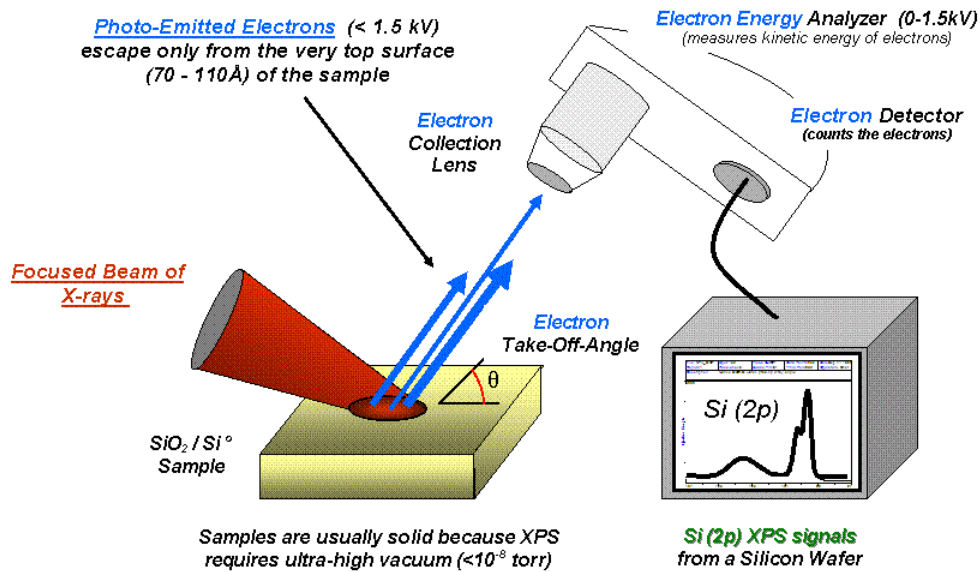 Photo-Emitted Electrons (< 1.5 kV)
escape only from the very top surface
(70 - 110Å) of the sample
Electron Energy Analyzer (0-1.5kV)
(measures kinetic energy of electrons)
Electron
Collection
Lens
Electron Detector
(counts the electrons)
Focused Beam of
X-rays
Electron
Take-Off-Angle
θ
Si (2p)
SiO₂ / Si°
Sample
Samples are usually solid because XPS
requires ultra-high vacuum (<10⁻⁸ torr)
Si (2p) XPS signals
from a Silicon Wafer